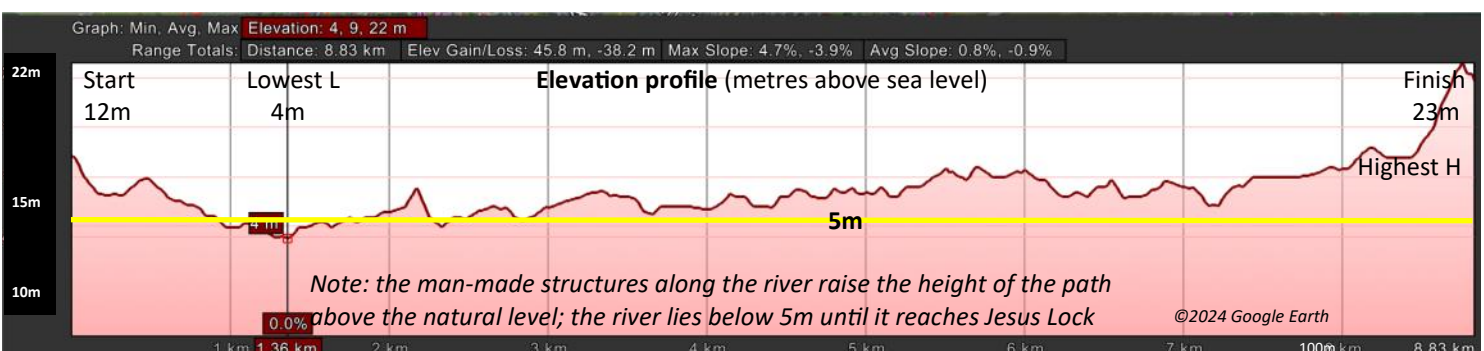 Graph: Min, Avg, Max Elevation: 4, 9, 22 m
Range Totals: Distance: 8.83 km Elev Gain/Loss: 45.8 m, -38.2 m Max Slope: 4.7%, -3.9% Avg Slope: 0.8%, -0.9%
22m
Start Lowest L Elevation profile (metres above sea level) Finish
12m 4m 23m
Highest H
15m
4 m 5m
10m
Note: the man-made structures along the river raise the height of the path
above the natural level; the river lies below 5m until it reaches Jesus Lock
©2024 Google Earth
0.0%
1 km 1.36 km 2 km 3 km 4 km 5 km 6 km 7 km 100m km 8.83 km